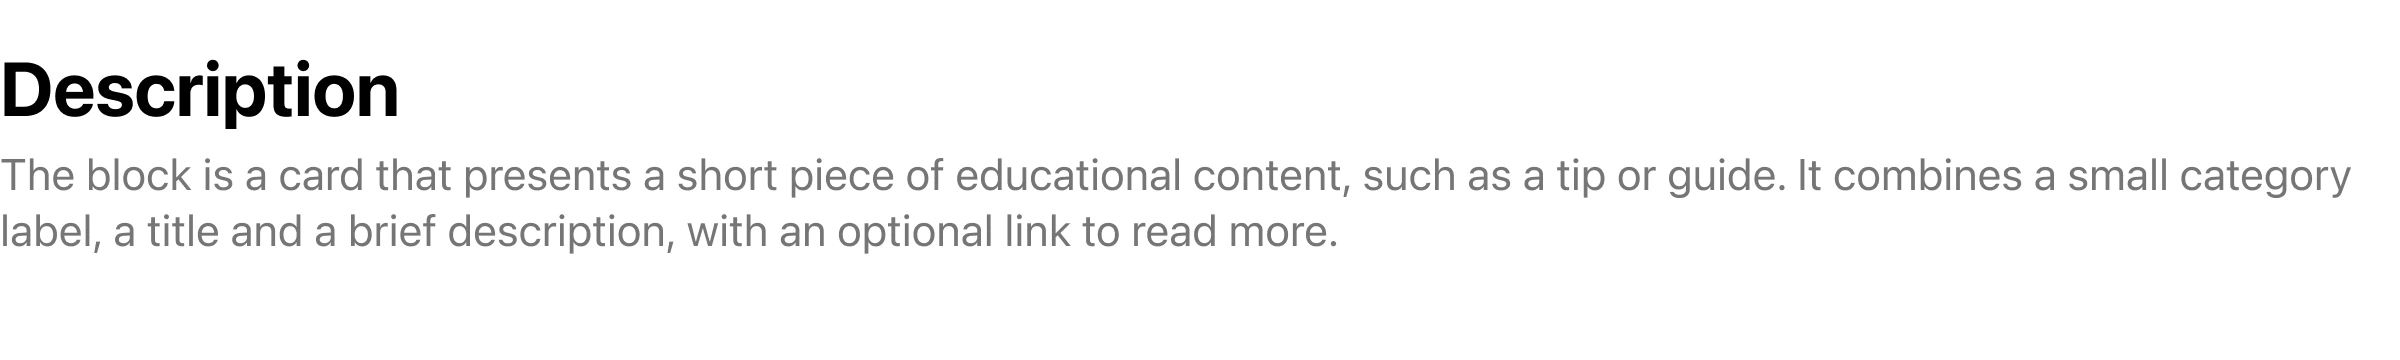 Description
The block is a card that presents a short piece of educational content, such as a tip or guide. It combines a small category
label, a title and a brief description, with an optional link to read more.